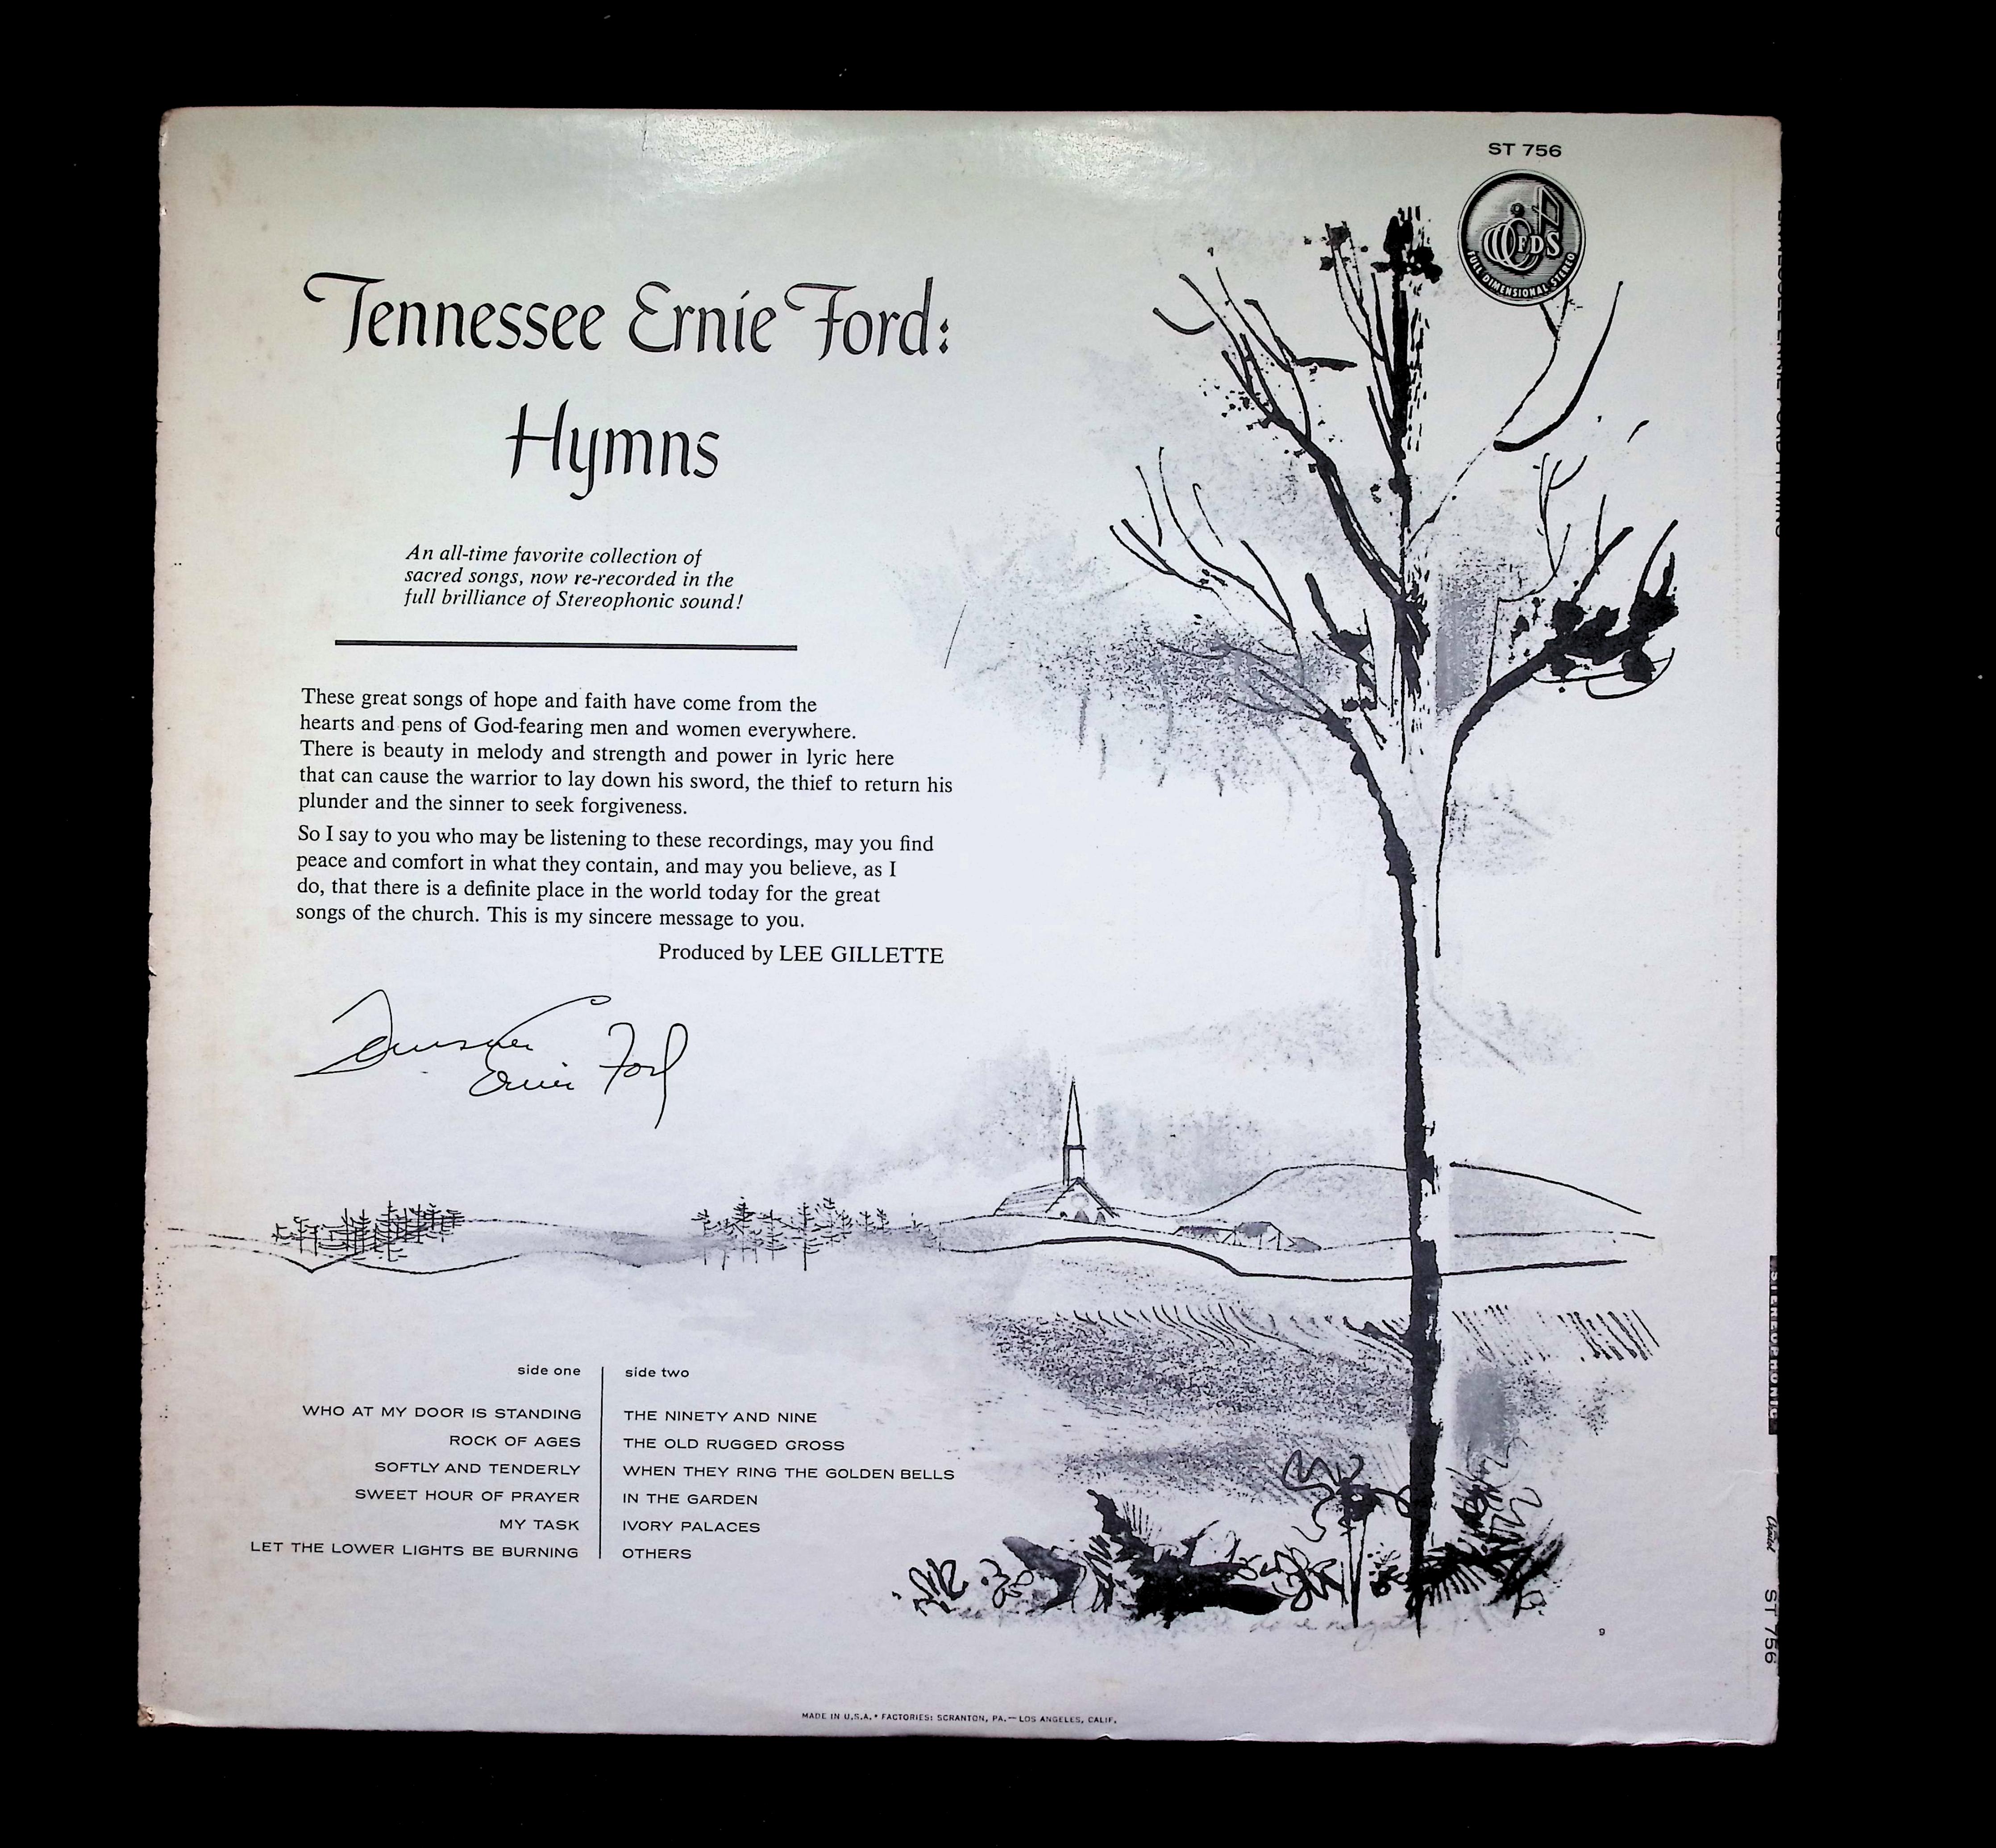 ST 756
FDS
FULL DIMENSIONAL STEREO
Tennessee Ernie Ford:
Hymns
An all-time favorite collection of
sacred songs, now re-recorded in the
full brilliance of Stereophonic sound!
These great songs of hope and faith have come from the
hearts and pens of God-fearing men and women everywhere.
There is beauty in melody and strength and power in lyric here
that can cause the warrior to lay down his sword, the thief to return his
plunder and the sinner to seek forgiveness.
So I say to you who may be listening to these recordings, may you find
peace and comfort in what they contain, and may you believe, as I
do, that there is a definite place in the world today for the great
songs of the church. This is my sincere message to you.
Produced by LEE GILLETTE
Tennessee
Ernie Ford
side one
WHO AT MY DOOR IS STANDING
ROCK OF AGES
SOFTLY AND TENDERLY
SWEET HOUR OF PRAYER
MY TASK
LET THE LOWER LIGHTS BE BURNING
side two
THE NINETY AND NINE
THE OLD RUGGED CROSS
WHEN THEY RING THE GOLDEN BELLS
IN THE GARDEN
IVORY PALACES
OTHERS
9
MADE IN U.S.A. • FACTORIES: SCRANTON, PA.—LOS ANGELES, CALIF.
TENNESSEE ERNIE FORD HYMNS
STEREOPHONIC
Capitol
ST 756